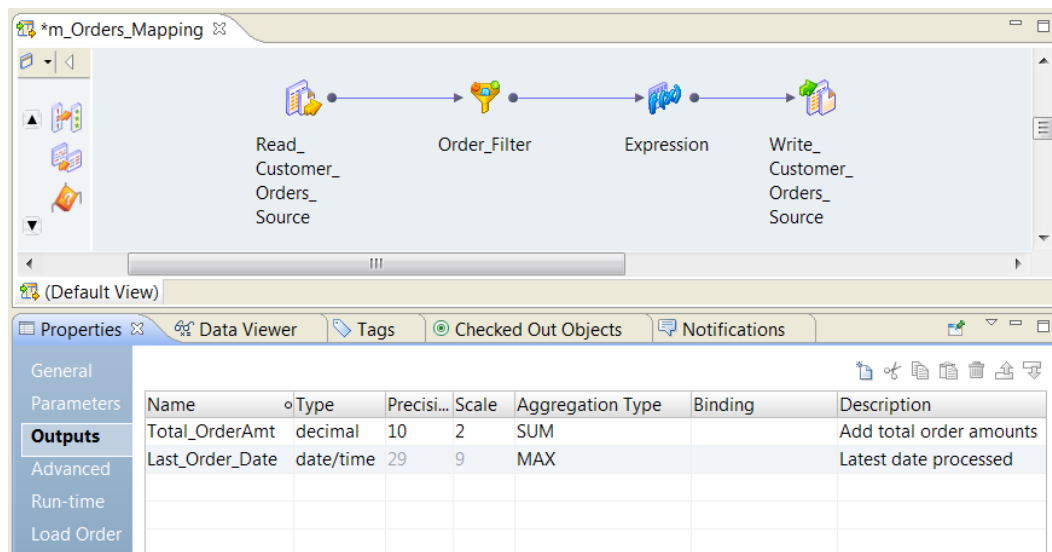 *m_Orders_Mapping
Read_
Customer_
Orders_
Source
Order_Filter
Expression
Write_
Customer_
Orders_
Source
(Default View)
Properties Data Viewer Tags Checked Out Objects Notifications
General
Parameters
Outputs
Advanced
Run-time
Load Order
Name Type Precisi... Scale Aggregation Type Binding Description
Total_OrderAmt decimal 10 2 SUM Add total order amounts
Last_Order_Date date/time 29 9 MAX Latest date processed